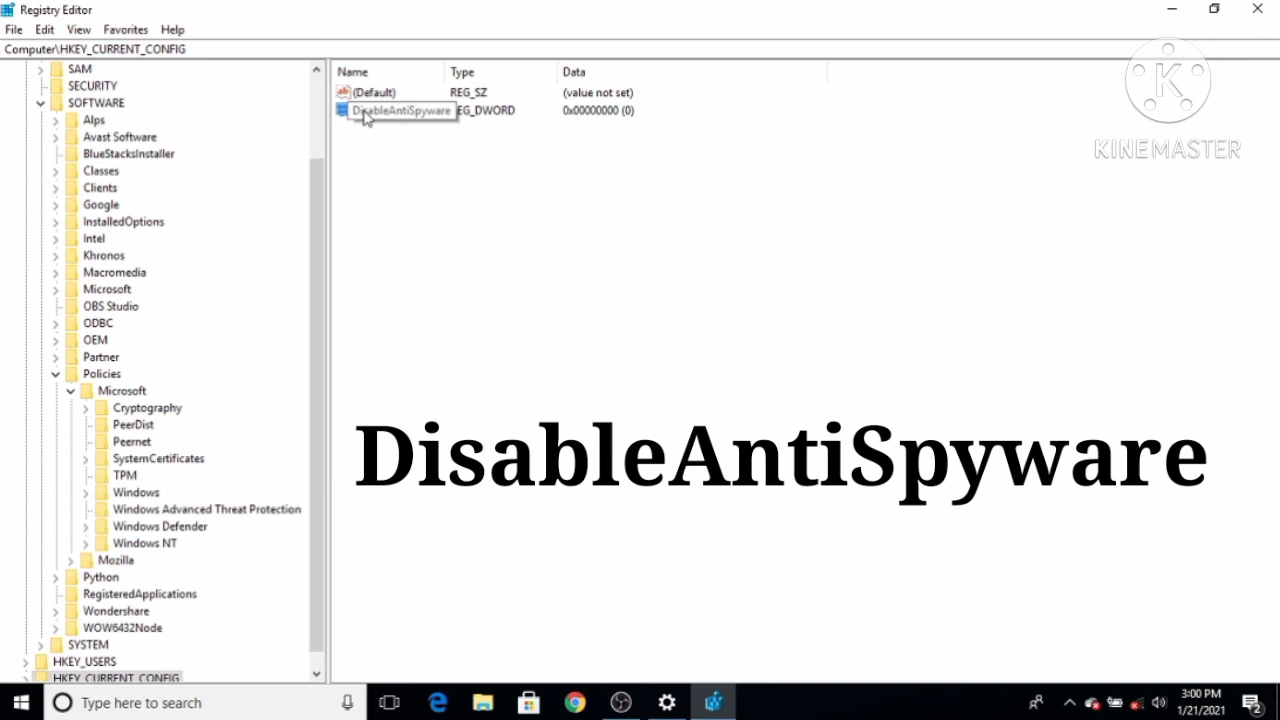 Registry Editor
File Edit View Favorites Help
Computer\HKEY_CURRENT_CONFIG
SAM
SECURITY
SOFTWARE
Alps
Avast Software
BlueStacksInstaller
Classes
Clients
Google
InstalledOptions
Intel
Khronos
Macromedia
Microsoft
OBS Studio
ODBC
OEM
Partner
Policies
Microsoft
Cryptography
PeerDist
Peernet
SystemCertificates
TPM
Windows
Windows Advanced Threat Protection
Windows Defender
Windows NT
Mozilla
Python
RegisteredApplications
Wondershare
WOW6432Node
SYSTEM
HKEY_USERS
HKEY_CURRENT_CONFIG
Name Type Data
ab (Default) REG_SZ (value not set)
DisableAntiSpyware EG_DWORD 0x00000000 (0)
K
KINEMASTER
DisableAntiSpyware
Type here to search
3:00 PM
1/21/2021
2